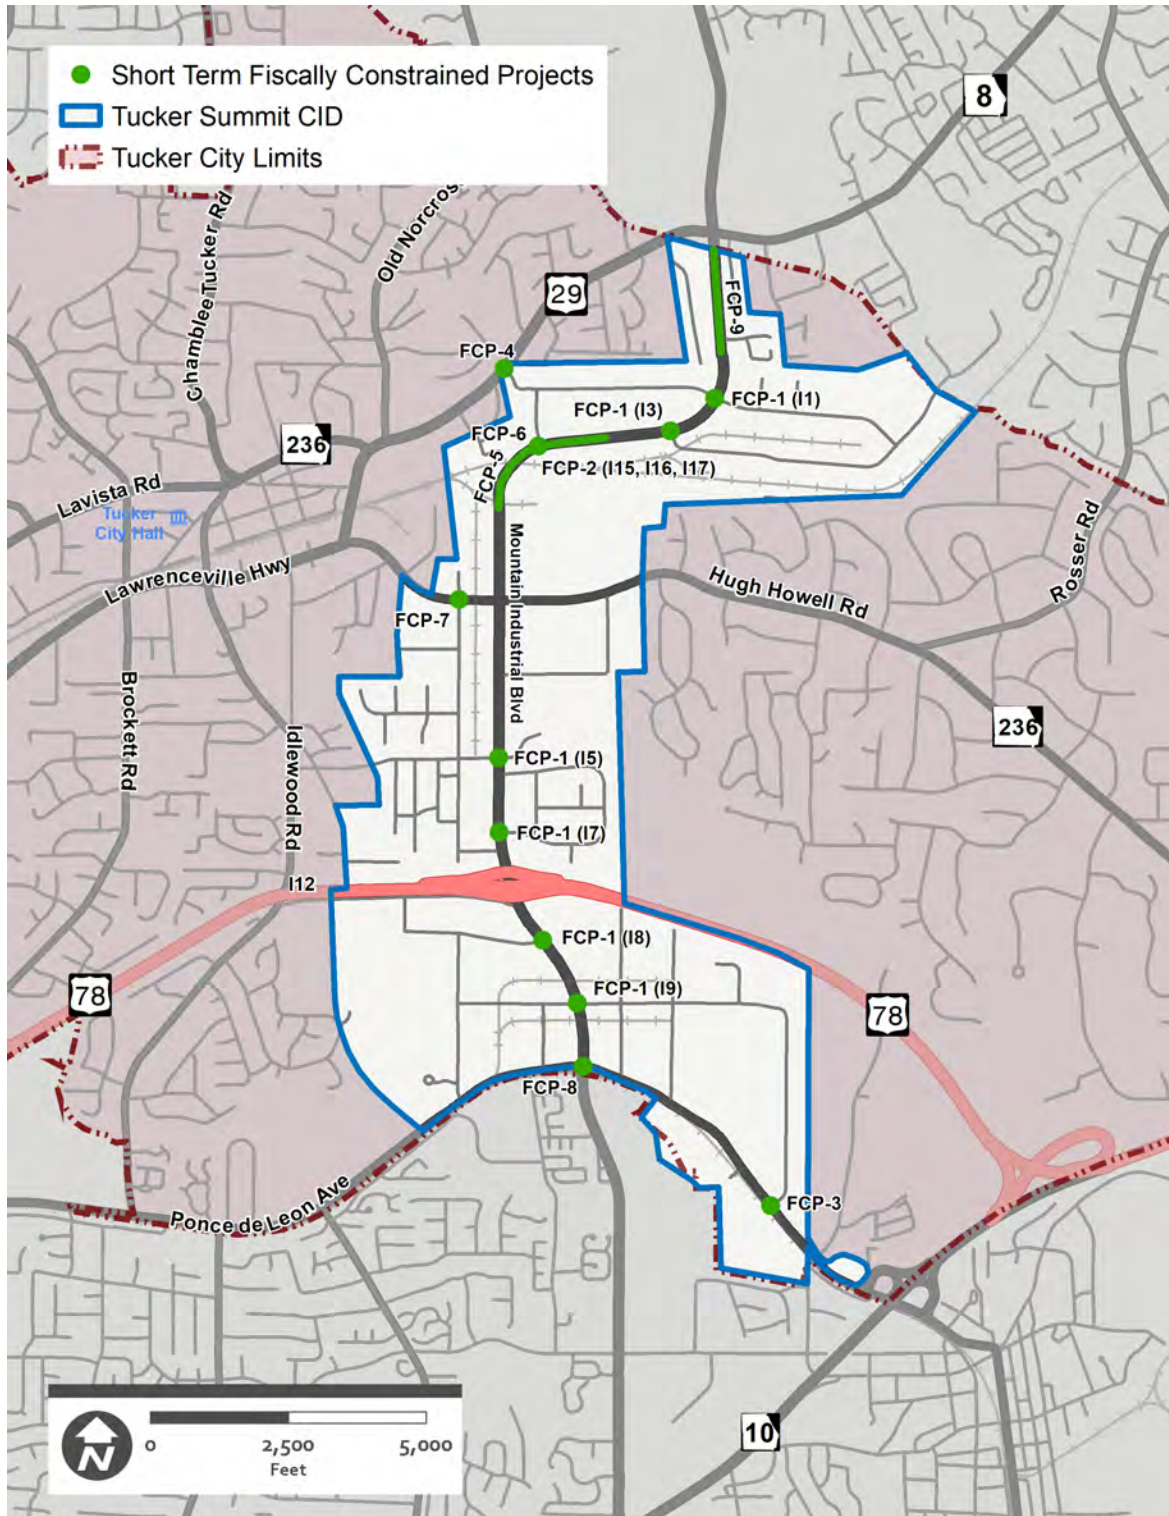 Short Term Fiscally Constrained Projects
Tucker Summit CID
Tucker City Limits
8
Chamblee Tucker Rd
Old Norcros
29
FCP-9
FCP-4
FCP-1 (I1)
FCP-1 (I3)
FCP-6
236
FCP-5
FCP-2 (I15, I16, I17)
Lavista Rd
Tucker
City Hall
Mountain Industrial Blvd
Rosser Rd
Lawrenceville Hwy
Hugh Howell Rd
FCP-7
Brockett Rd
Idlewood Rd
236
FCP-1 (I5)
FCP-1 (I7)
I12
FCP-1 (I8)
78
FCP-1 (I9)
78
FCP-8
Ponce de Leon Ave
FCP-3
N
0
2,500
5,000
Feet
10